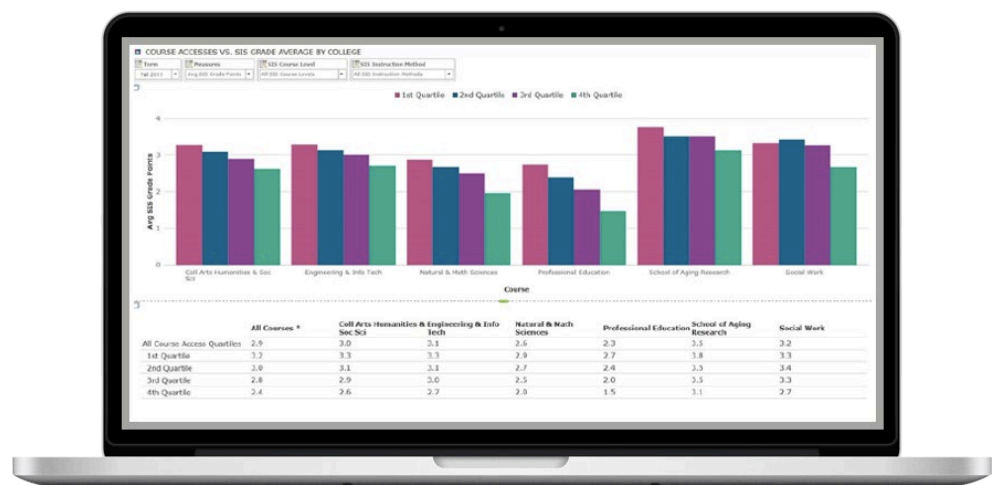 COURSE ACCESSES VS. SIS GRADE AVERAGE BY COLLEGE
Term Measures SIS Course Level SIS Instruction Method
Avg SIS Grade Points All SIS Course Levels All SIS Instruction Methods
1st Quartile 2nd Quartile 3rd Quartile 4th Quartile
Avg SIS Grade Points
4
3
2
1
0
Coll Arts Humanities & Soc Engineering & Info Tech Natural & Math Sciences Professional Education School of Aging Research Social Work
Sci
Course
All Courses * Coll Arts Humanities & Engineering & Info Natural & Math Professional Education School of Aging Social Work
Soc Sci Tech Sciences Research
All Course Access Quartiles 2.9 3.0 3.1 2.6 2.3 3.5 3.2
1st Quartile 3.2 3.3 3.3 2.9 2.7 3.8 3.3
2nd Quartile 3.0 3.1 3.1 2.7 2.4 3.4
3rd Quartile 2.8 2.9 3.0 2.5 2.0 3.5 3.3
4th Quartile 2.4 2.6 2.7 2.0 1.5 3.1 2.7